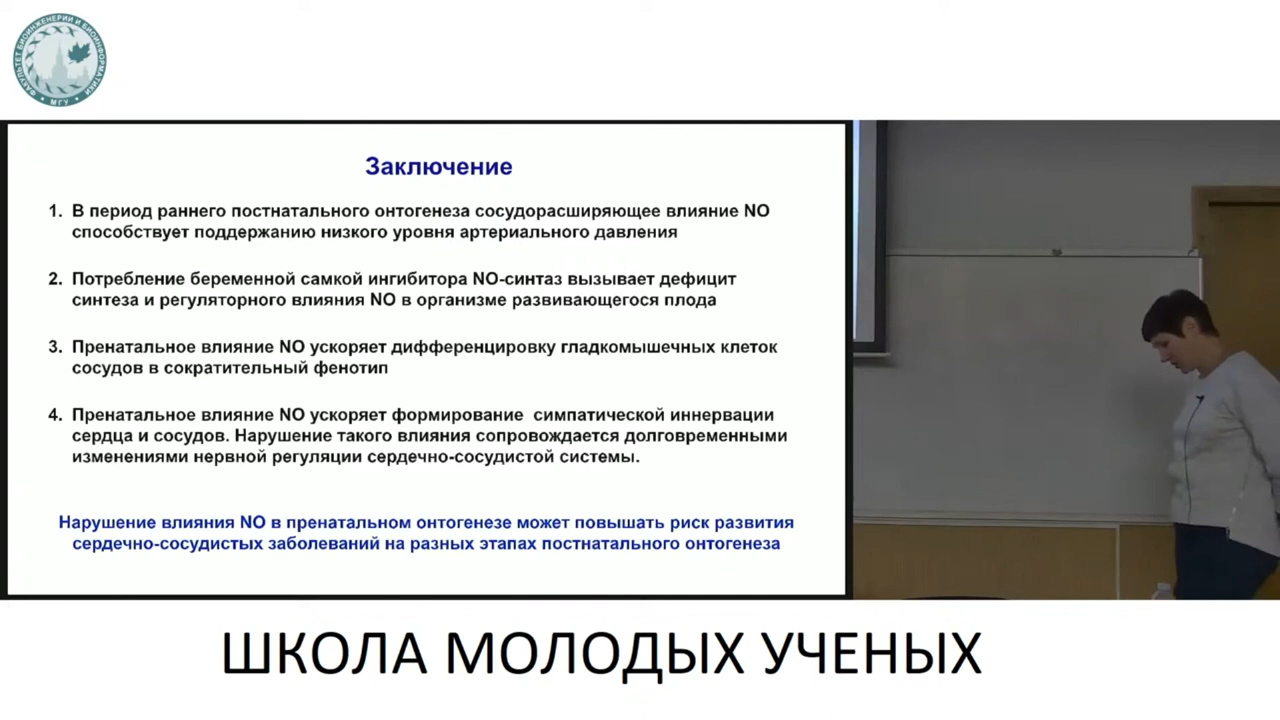 ФАКУЛЬТЕТ БИОИНЖЕНЕРИИ И БИОИНФОРМАТИКИ
МГУ
Заключение
1. В период раннего постнатального онтогенеза сосудорасширяющее влияние NO
способствует поддержанию низкого уровня артериального давления
2. Потребление беременной самкой ингибитора NO-синтаз вызывает дефицит
синтеза и регуляторного влияния NO в организме развивающегося плода
3. Пренатальное влияние NO ускоряет дифференцировку гладкомышечных клеток
сосудов в сократительный фенотип
4. Пренатальное влияние NO ускоряет формирование симпатической иннервации
сердца и сосудов. Нарушение такого влияния сопровождается долговременными
изменениями нервной регуляции сердечно-сосудистой системы.
Нарушение влияния NO в пренатальном онтогенезе может повышать риск развития
сердечно-сосудистых заболеваний на разных этапах постнатального онтогенеза
ШКОЛА МОЛОДЫХ УЧЕНЫХ